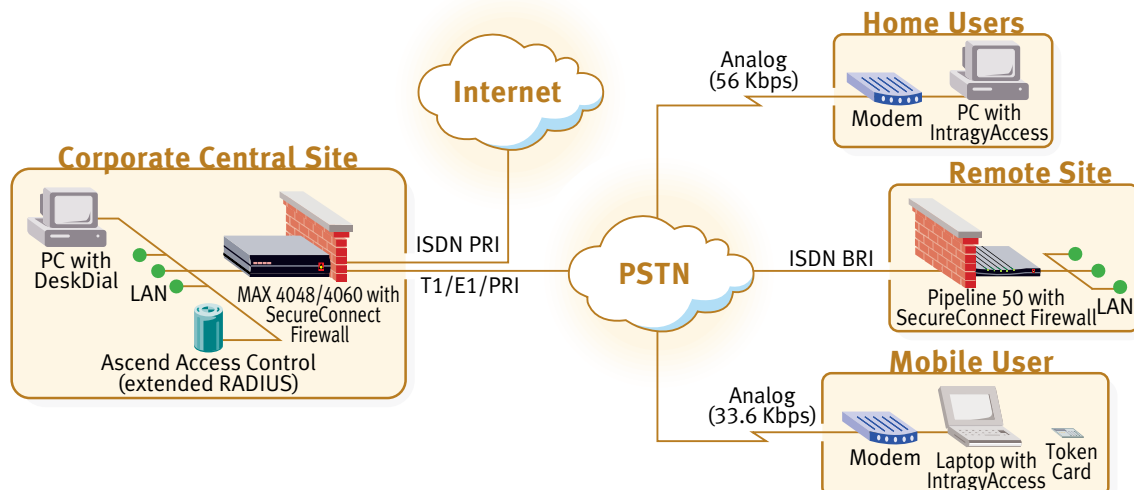 Corporate Central Site
PC with
DeskDial
LAN
MAX 4048/4060 with
SecureConnect
Firewall
Ascend Access Control
(extended RADIUS)
Internet
ISDN PRI
T1/E1/PRI
PSTN
Analog
(56 Kbps)
Home Users
Modem
PC with
IntragyAccess
ISDN BRI
Remote Site
Pipeline 50 with
SecureConnect Firewall
LAN
Analog
(33.6 Kbps)
Mobile User
Modem
Laptop with
IntragyAccess
Token
Card